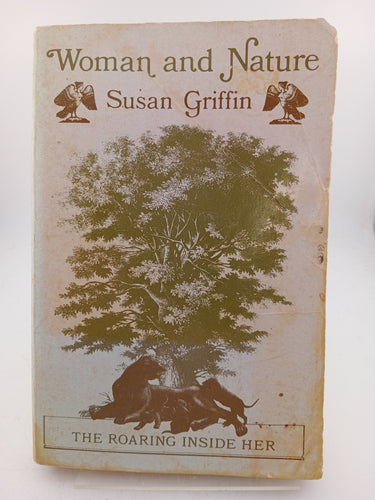 Woman and Nature
Susan Griffin
THE ROARING INSIDE HER